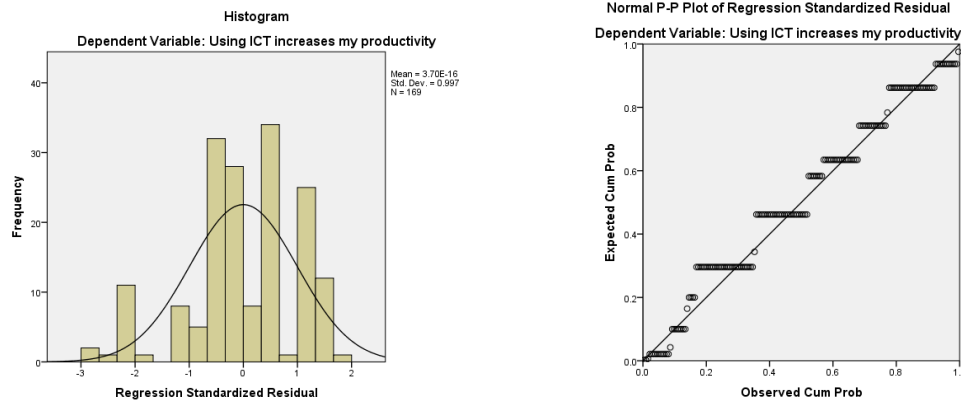 Histogram
Dependent Variable: Using ICT increases my productivity
Mean = 3.70E-16
Std. Dev. = 0.997
N = 169
Frequency
40
30
20
10
0
-3 -2 -1 0 1 2
Regression Standardized Residual
Normal P-P Plot of Regression Standardized Residual
Dependent Variable: Using ICT increases my productivity
Expected Cum Prob
1.0
0.8
0.6
0.4
0.2
0.0
0.0 0.2 0.4 0.6 0.8 1.
Observed Cum Prob